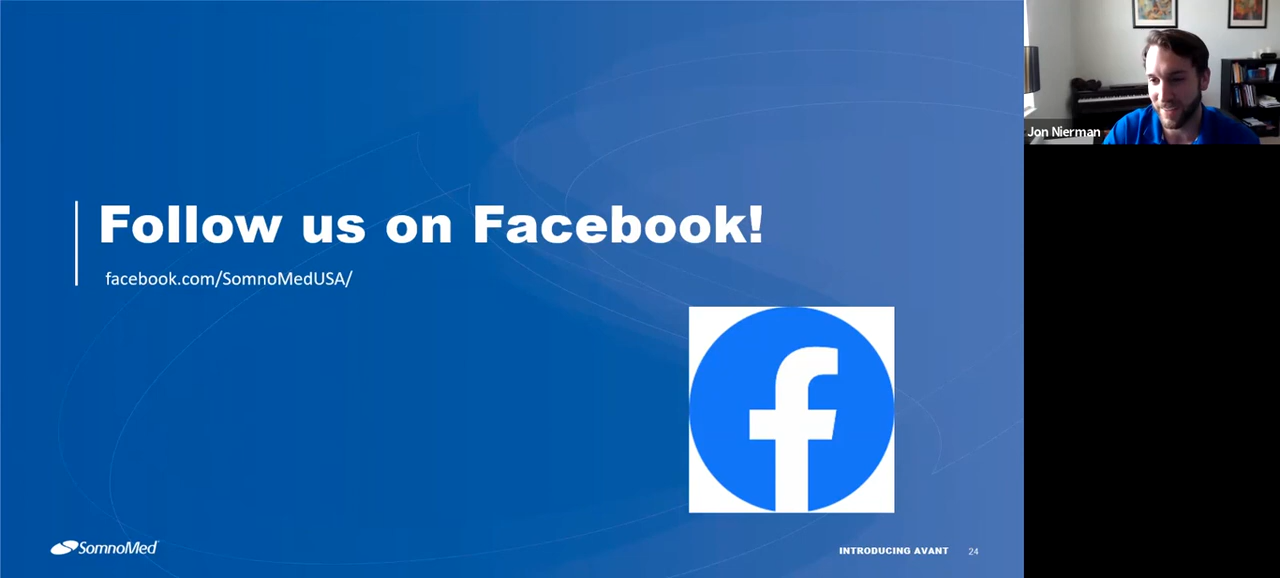 Follow us on Facebook!
facebook.com/SomnoMedUSA/
SomnoMed
INTRODUCING AVANT 24
Jon Nierman